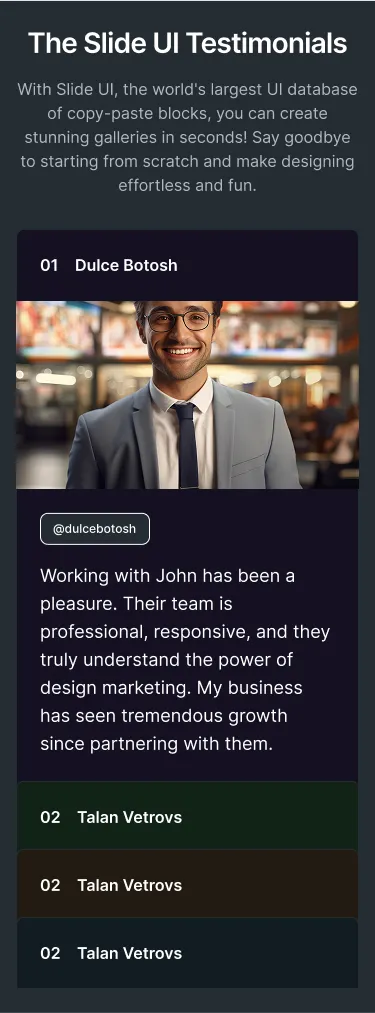 The Slide UI Testimonials
With Slide UI, the world's largest UI database
of copy-paste blocks, you can create
stunning galleries in seconds! Say goodbye
to starting from scratch and make designing
effortless and fun.
01 Dulce Botosh
@dulcebotosh
Working with John has been a
pleasure. Their team is
professional, responsive, and they
truly understand the power of
design marketing. My business
has seen tremendous growth
since partnering with them.
02 Talan Vetrovs
02 Talan Vetrovs
02 Talan Vetrovs